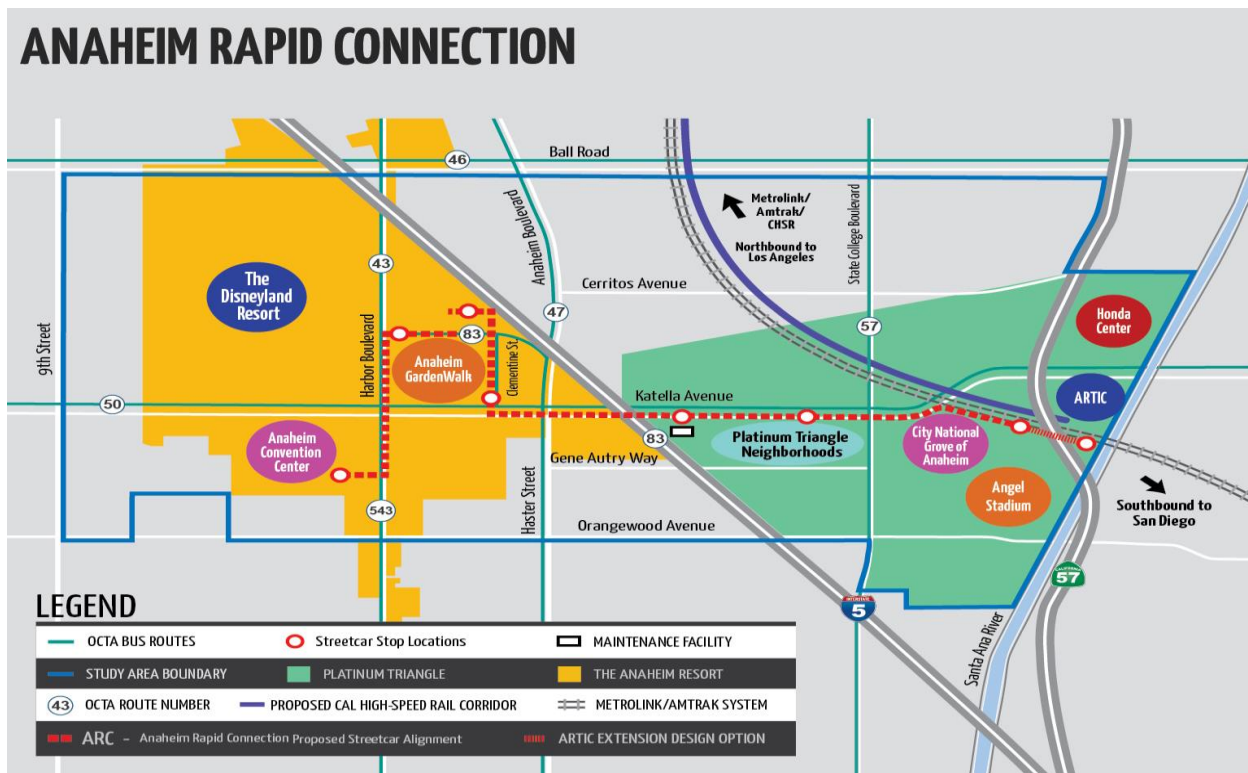 ANAHEIM RAPID CONNECTION
46
Ball Road
9th Street
Anaheim Boulevard
Metrolink/
Amtrak/
CHSR
Northbound to
Los Angeles
State College Boulevard
43
The
Disneyland
Resort
Cerritos Avenue
47
57
Honda
Center
Harbor Boulevard
83
Anaheim
GardenWalk
Clementine St.
50
Katella Avenue
ARTIC
Anaheim
Convention
Center
83
Platinum Triangle
Neighborhoods
City National
Grove of
Anaheim
Gene Autry Way
Haster Street
Angel
Stadium
543
Orangewood Avenue
Southbound to
San Diego
INTERSTATE
5
CALIFORNIA
57
Santa Ana River
LEGEND
OCTA BUS ROUTES
Streetcar Stop Locations
MAINTENANCE FACILITY
STUDY AREA BOUNDARY
PLATINUM TRIANGLE
THE ANAHEIM RESORT
43
OCTA ROUTE NUMBER
PROPOSED CAL HIGH-SPEED RAIL CORRIDOR
METROLINK/AMTRAK SYSTEM
ARC – Anaheim Rapid Connection Proposed Streetcar Alignment
ARTIC EXTENSION DESIGN OPTION